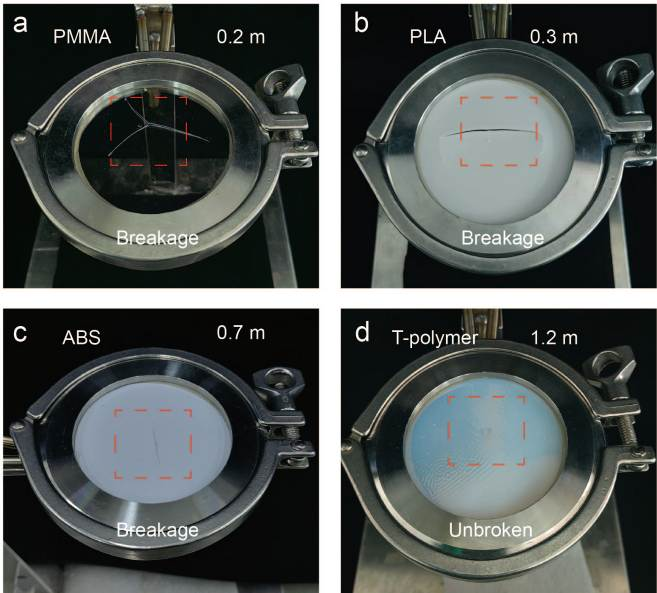 a
PMMA 0.2 m
Breakage
b
PLA 0.3 m
Breakage
c
ABS 0.7 m
Breakage
d
T-polymer 1.2 m
Unbroken